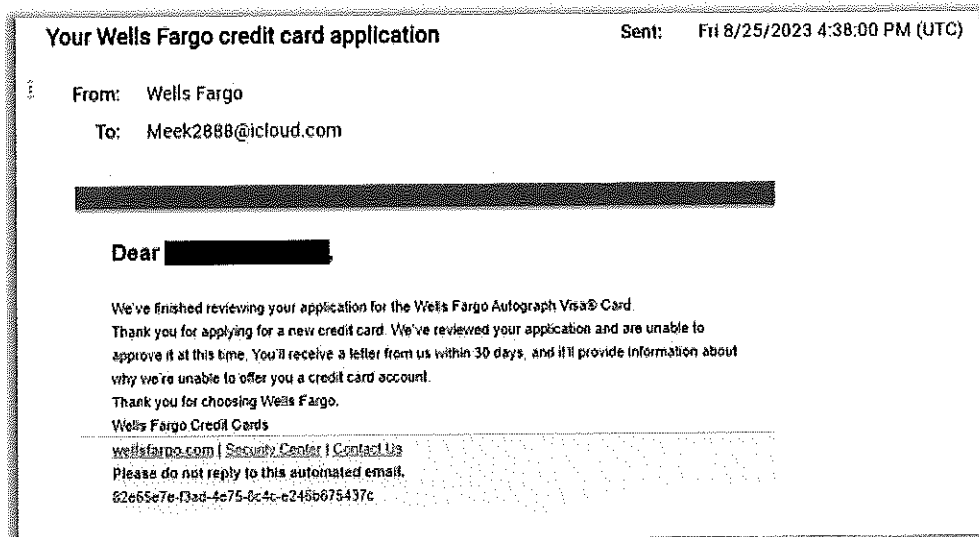 Your Wells Fargo credit card application
Sent: Fri 8/25/2023 4:38:00 PM (UTC)
From: Wells Fargo
To: Meek2888@icloud.com
Dear ,
We've finished reviewing your application for the Wells Fargo Autograph Visa® Card.
Thank you for applying for a new credit card. We've reviewed your application and are unable to
approve it at this time. You'll receive a letter from us within 30 days, and it'll provide information about
why we're unable to offer you a credit card account.
Thank you for choosing Wells Fargo.
Wells Fargo Credit Cards
wellsfargo.com | Security Center | Contact Us
Please do not reply to this automated email.